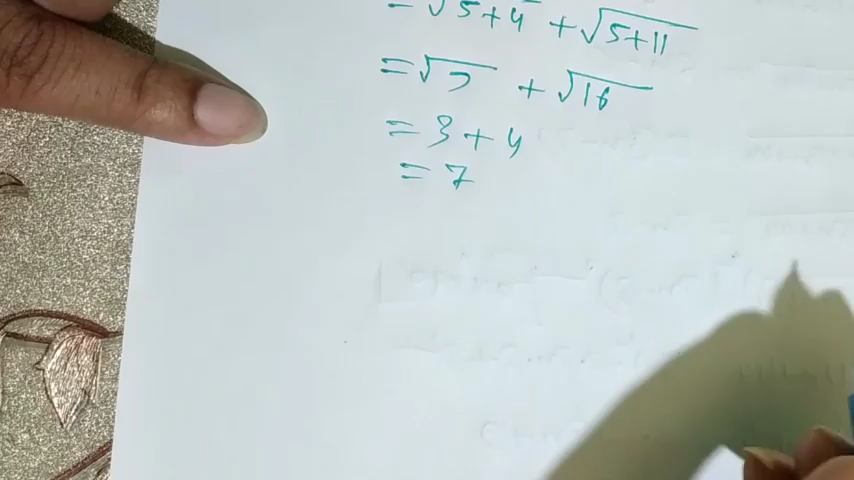 = √5+4 + √5+11
= √9 + √16
= 3 + 4
= 7